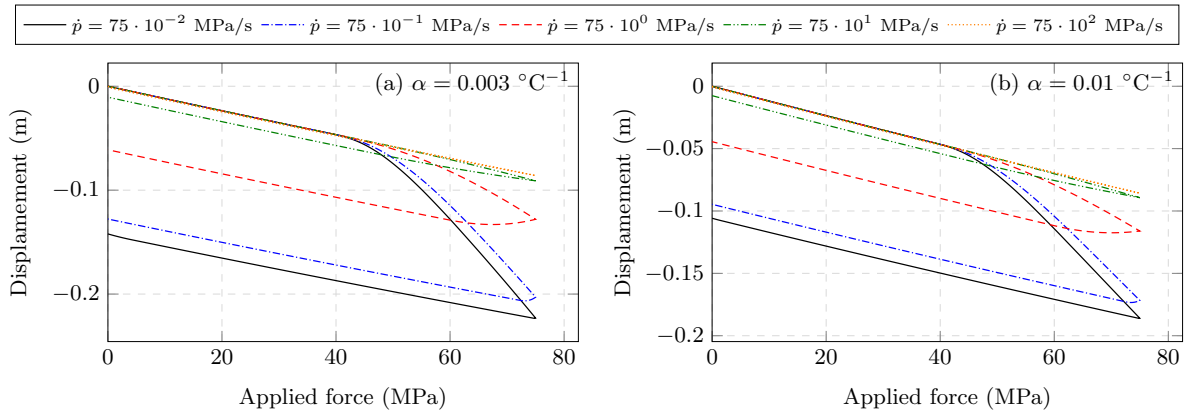 ṗ = 75 · 10⁻² MPa/s ṗ = 75 · 10⁻¹ MPa/s ṗ = 75 · 10⁰ MPa/s ṗ = 75 · 10¹ MPa/s ṗ = 75 · 10² MPa/s
(a) α = 0.003 °C⁻¹
0
−0.1
−0.2
Displamement (m)
0 20 40 60 80
Applied force (MPa)
(b) α = 0.01 °C⁻¹
0
−0.05
−0.1
−0.15
−0.2
Displamement (m)
0 20 40 60 80
Applied force (MPa)